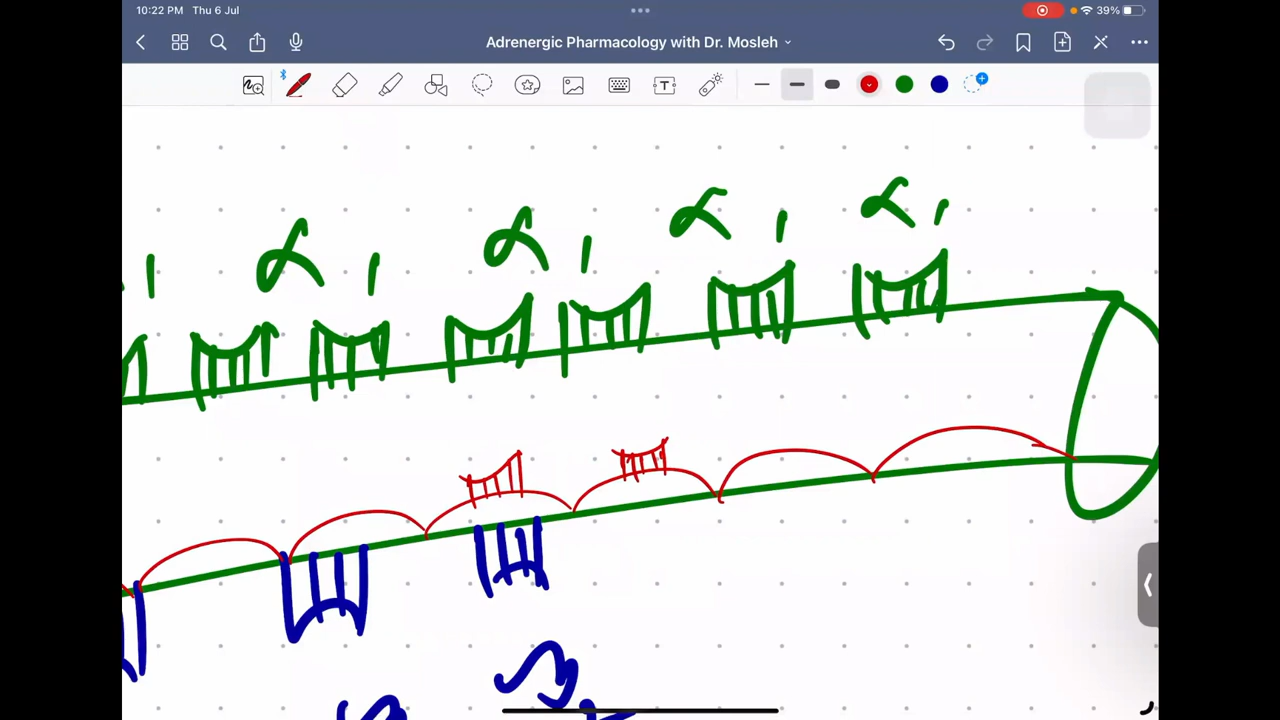 10:22 PM Thu 6 Jul
39%
Adrenergic Pharmacology with Dr. Mosleh
α₁ α₁ α₁ α₁